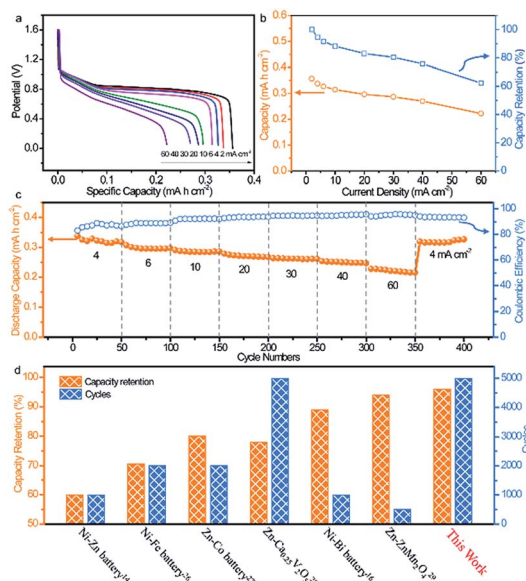 a
Potential (V)
1.6
1.2
0.8
0.4
0.0
60 40 30 20 10 6 4 2 mA cm⁻²
0.0 0.1 0.2 0.3 0.4
Specific Capacity (mA h cm⁻²)
b
Capacity (mA h cm⁻²)
0.5
0.4
0.3
0.2
0.1
0.0
100
80
60
40
20
0
Capacity Retention (%)
0 10 20 30 40 50 60
Current Density (mA cm⁻²)
c
Discharge Capacity (mA h cm⁻²)
0.4
0.3
0.2
0.1
0.0
4 6 10 20 30 40 60 4 mA cm⁻²
100
80
60
40
20
0
Coulombic Efficiency (%)
0 50 100 150 200 250 300 350 400
Cycle Numbers
d
Capacity retention
Cycles
Capacity Retention (%)
100
90
80
70
60
50
5000
4000
3000
2000
1000
0
Cycles
Ni-Zn battery
Ni-Fe battery²⁶
Zn-Co battery
Zn-Ca₀.₂₅V₂O₅
Ni-Bi battery
Zn-ZnMn₂O₄
This Work